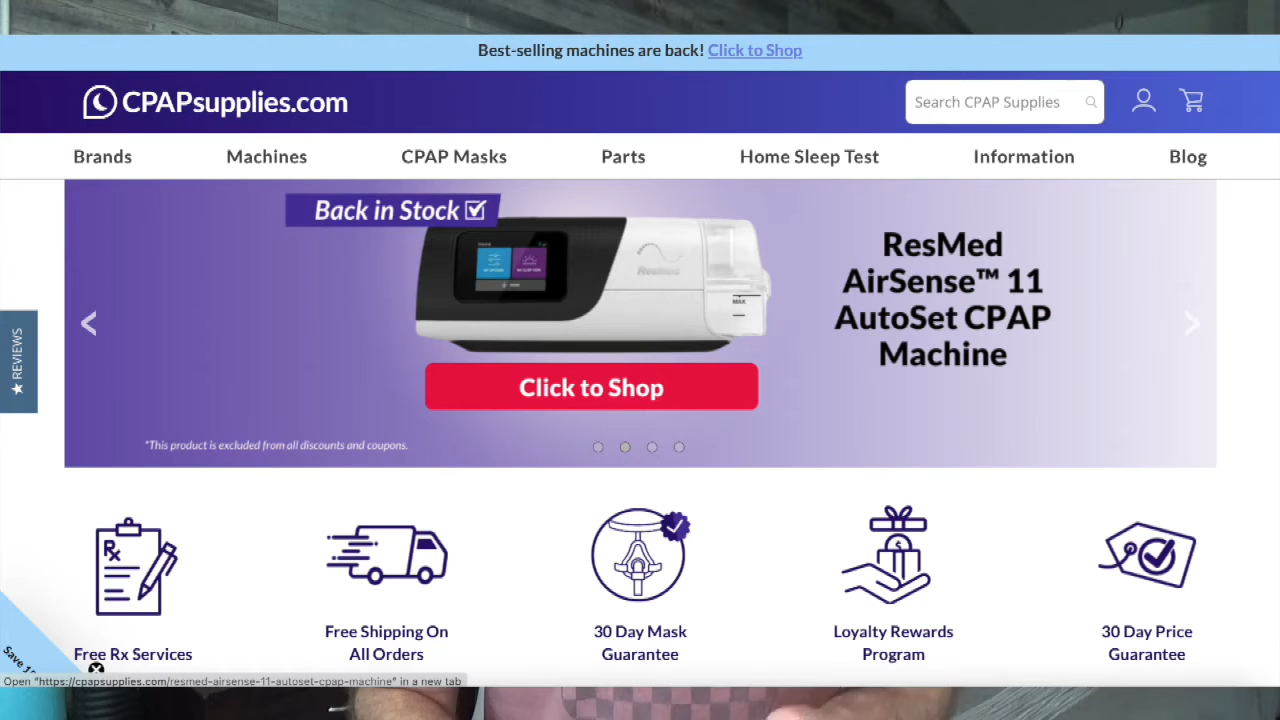 Best-selling machines are back! Click to Shop
CPAPsupplies.com
Search CPAP Supplies
Brands
Machines
CPAP Masks
Parts
Home Sleep Test
Information
Blog
Back in Stock
ResMed
MAX
ResMed
AirSense™ 11
AutoSet CPAP
Machine
Click to Shop
*This product is excluded from all discounts and coupons.
★ REVIEWS
Rx
$
Free Rx Services
Free Shipping On
All Orders
30 Day Mask
Guarantee
Loyalty Rewards
Program
30 Day Price
Guarantee
Save
Open "https://cpapsupplies.com/resmed-airsense-11-autoset-cpap-machine" in a new tab